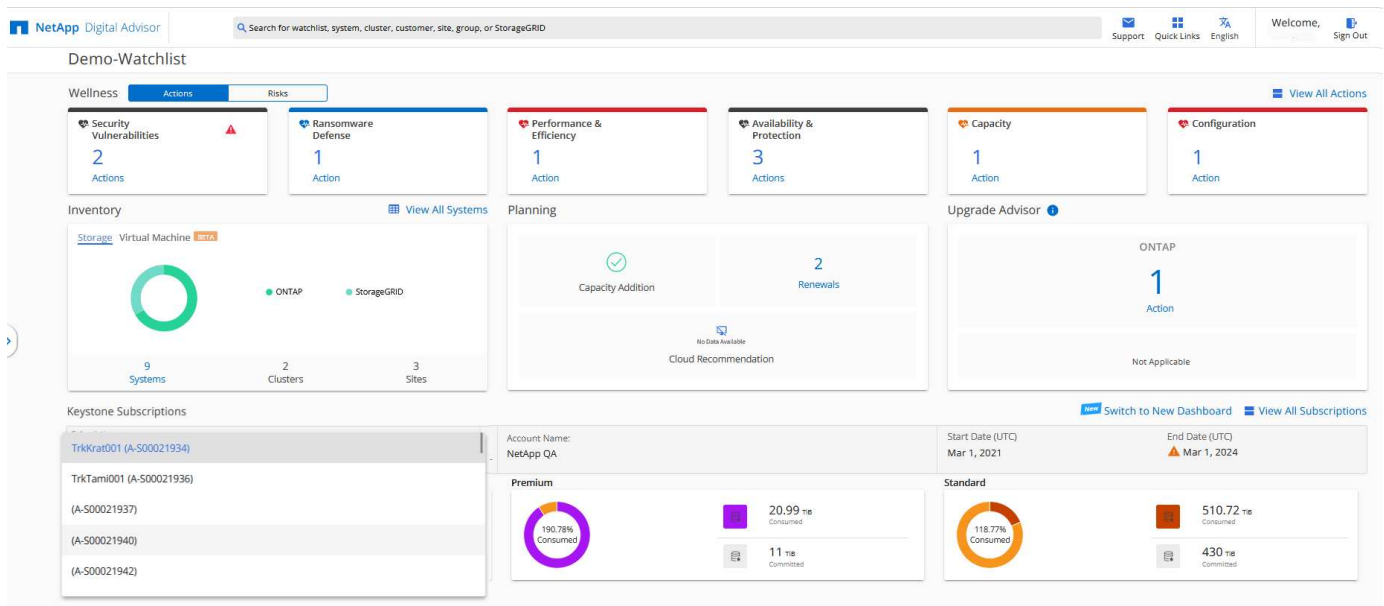 NetApp Digital Advisor
Search for watchlist, system, cluster, customer, site, group, or StorageGRID
Support
Quick Links
English
Welcome,
Sign Out
Demo-Watchlist
Wellness
Actions
Risks
View All Actions
Security
Vulnerabilities
2
Actions
Ransomware
Defense
1
Action
Performance &
Efficiency
1
Action
Availability &
Protection
3
Actions
Capacity
1
Action
Configuration
1
Action
Inventory
View All Systems
Storage Virtual Machine BETA
ONTAP
StorageGRID
9
Systems
2
Clusters
3
Sites
Planning
Capacity Addition
2
Renewals
No Data Available
Cloud Recommendation
Upgrade Advisor
ONTAP
1
Action
Not Applicable
Keystone Subscriptions
New Switch to New Dashboard
View All Subscriptions
TrkKrat001 (A-S00021934)
TrkTami001 (A-S00021936)
(A-S00021937)
(A-S00021940)
(A-S00021942)
Account Name:
NetApp QA
Start Date (UTC)
Mar 1, 2021
End Date (UTC)
Mar 1, 2024
Premium
190.78%
Consumed
20.99 TiB
Consumed
11 TiB
Committed
Standard
118.77%
Consumed
510.72 TiB
Consumed
430 TiB
Committed